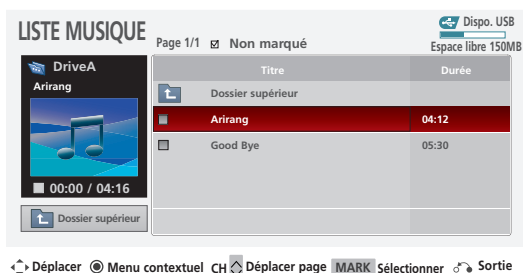 LISTE MUSIQUE
Page 1/1 Non marqué
Dispo. USB
Espace libre 150MB
DriveA
Arirang
00:00 / 04:16
Dossier supérieur
Titre Durée
Dossier supérieur
Arirang 04:12
Good Bye 05:30
Déplacer Menu contextuel CH Déplacer page MARK Sélectionner Sortie